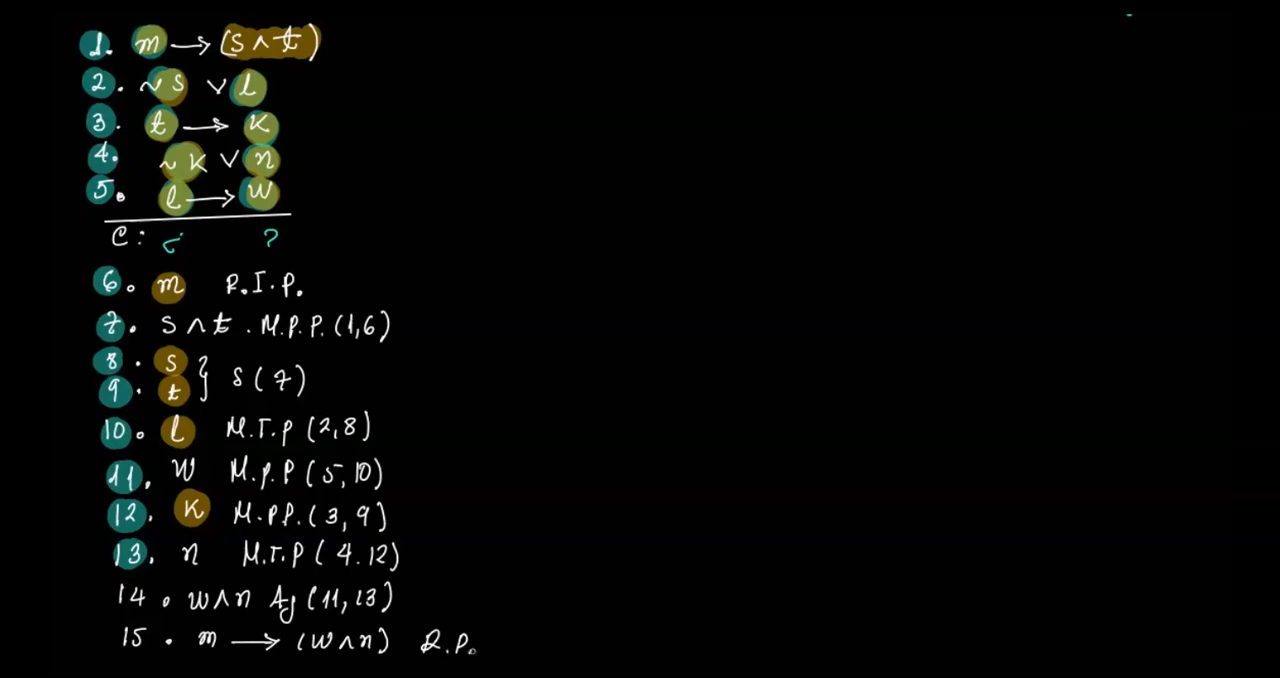 1. m → (s ∧ t)
2. ~s ∨ l
3. t → k
4. ~k ∨ n
5. l → w
C: ¿ ?
6. m R.I.P.
7. s ∧ t. M.P.P. (1,6)
8. s
9. t } S(7)
10. l M.T.P (2,8)
11. w M.P.P (5,10)
12. k M.PP. (3,9)
13. n M.T.P (4.12)
14. w ∧ n Aj (11,13)
15. m → (w ∧ n) R.P.